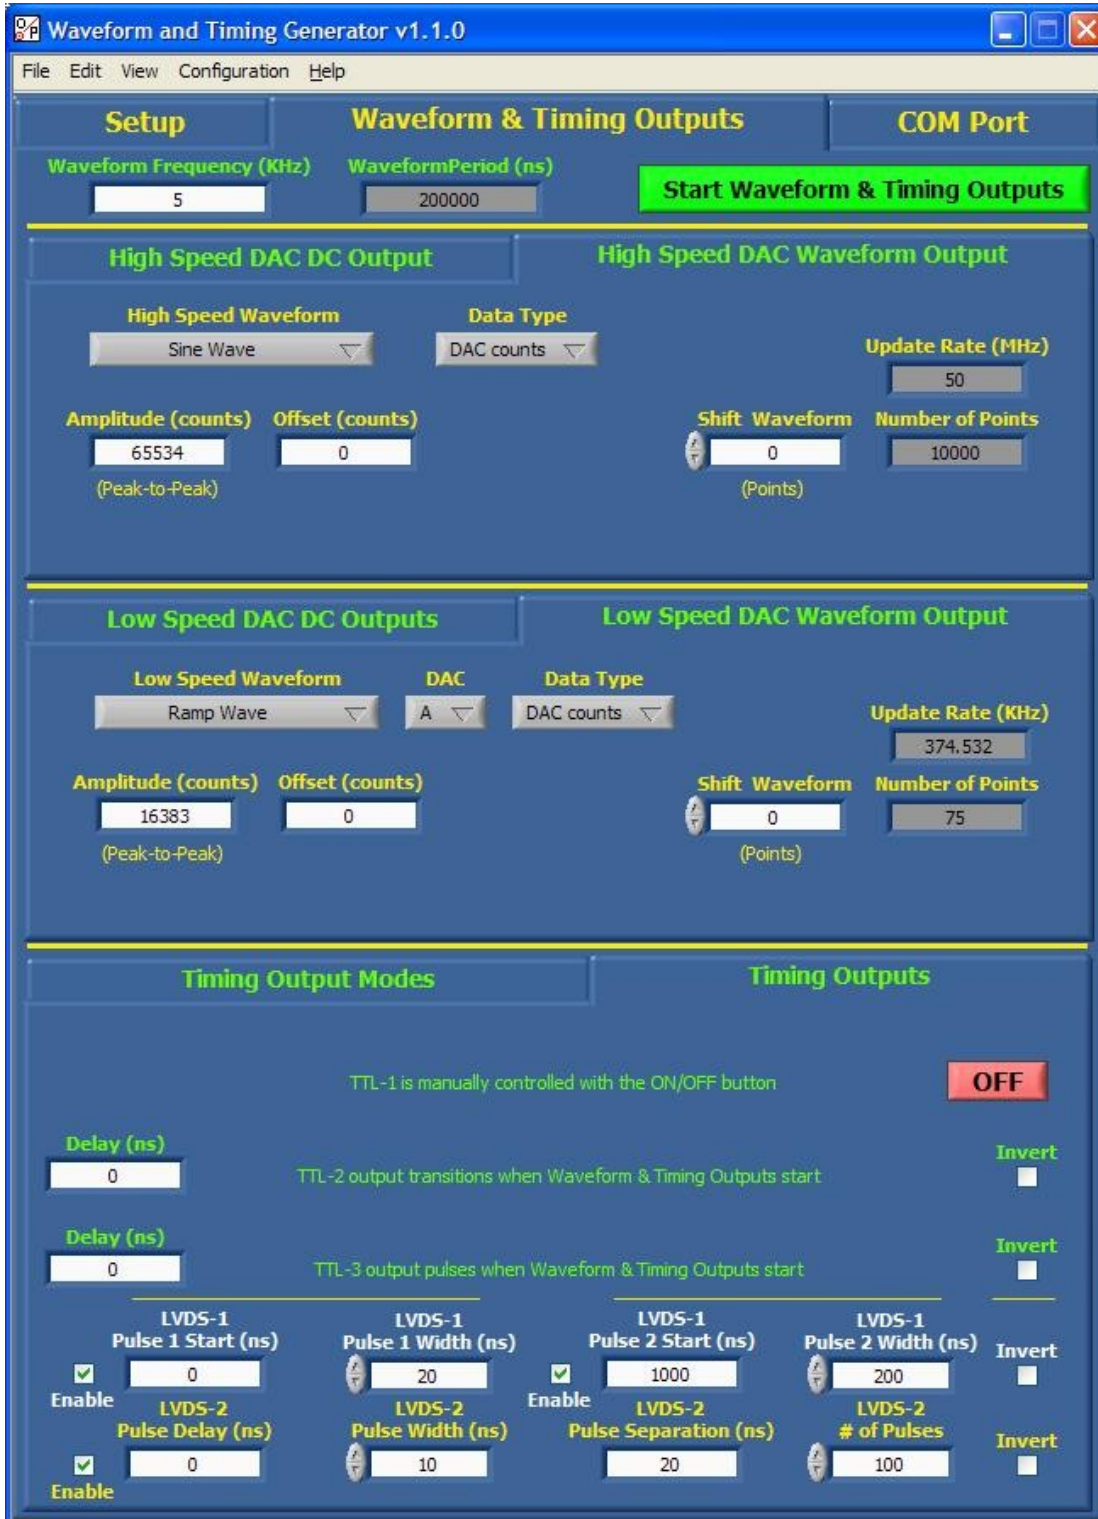 Waveform and Timing Generator v1.1.0
File Edit View Configuration Help
Setup Waveform & Timing Outputs COM Port
Waveform Frequency (KHz) WaveformPeriod (ns)
5 200000 Start Waveform & Timing Outputs
High Speed DAC DC Output High Speed DAC Waveform Output
High Speed Waveform Data Type
Sine Wave DAC counts Update Rate (MHz)
50
Amplitude (counts) Offset (counts) Shift Waveform Number of Points
65534 0 0 10000
(Peak-to-Peak) (Points)
Low Speed DAC DC Outputs Low Speed DAC Waveform Output
Low Speed Waveform DAC Data Type
Ramp Wave A DAC counts Update Rate (KHz)
374.532
Amplitude (counts) Offset (counts) Shift Waveform Number of Points
16383 0 0 75
(Peak-to-Peak) (Points)
Timing Output Modes Timing Outputs
TTL-1 is manually controlled with the ON/OFF button OFF
Delay (ns) Invert
0 TTL-2 output transitions when Waveform & Timing Outputs start
Delay (ns) Invert
0 TTL-3 output pulses when Waveform & Timing Outputs start
LVDS-1 LVDS-1 LVDS-1 LVDS-1
Pulse 1 Start (ns) Pulse 1 Width (ns) Pulse 2 Start (ns) Pulse 2 Width (ns) Invert
0 20 1000 200
Enable Enable
LVDS-2 LVDS-2 LVDS-2 LVDS-2
Pulse Delay (ns) Pulse Width (ns) Pulse Separation (ns) # of Pulses Invert
0 10 20 100
Enable